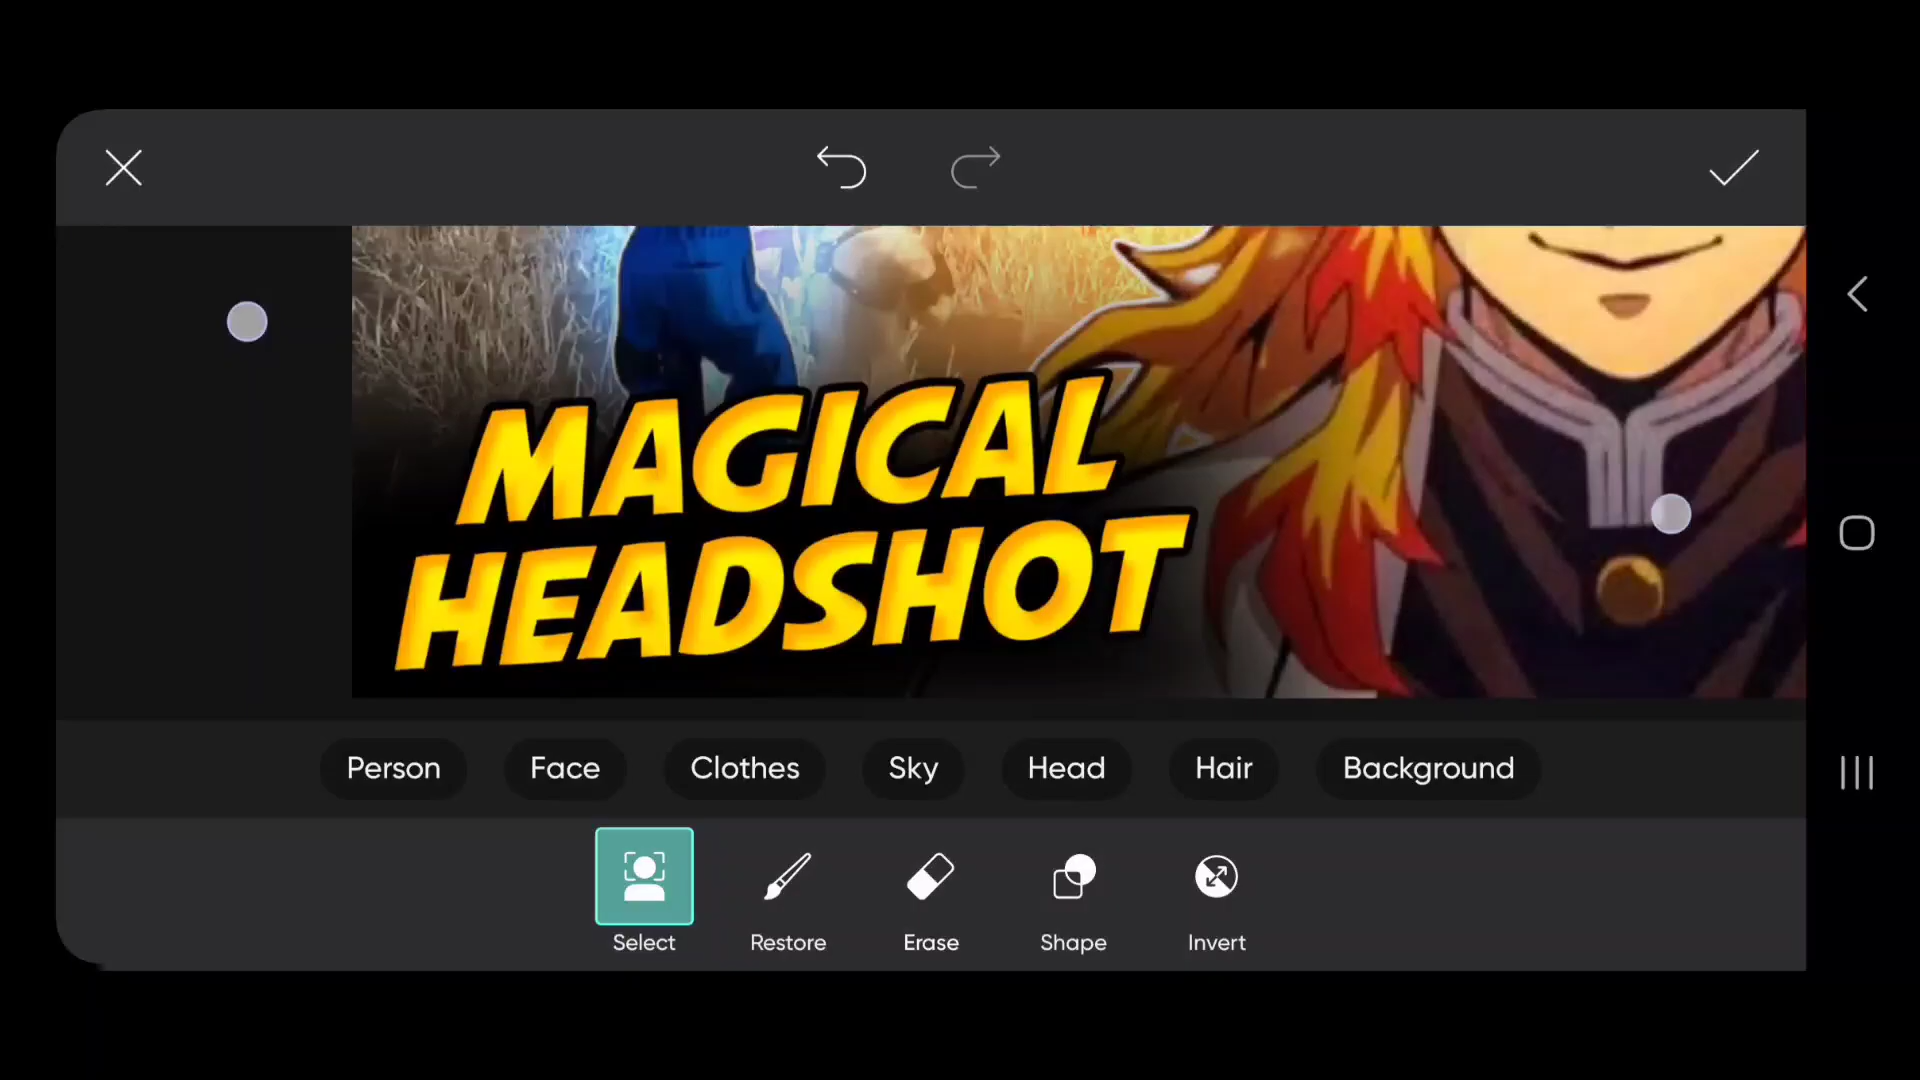 MAGICAL
HEADSHOT
Person Face Clothes Sky Head Hair Background
Select Restore Erase Shape Invert